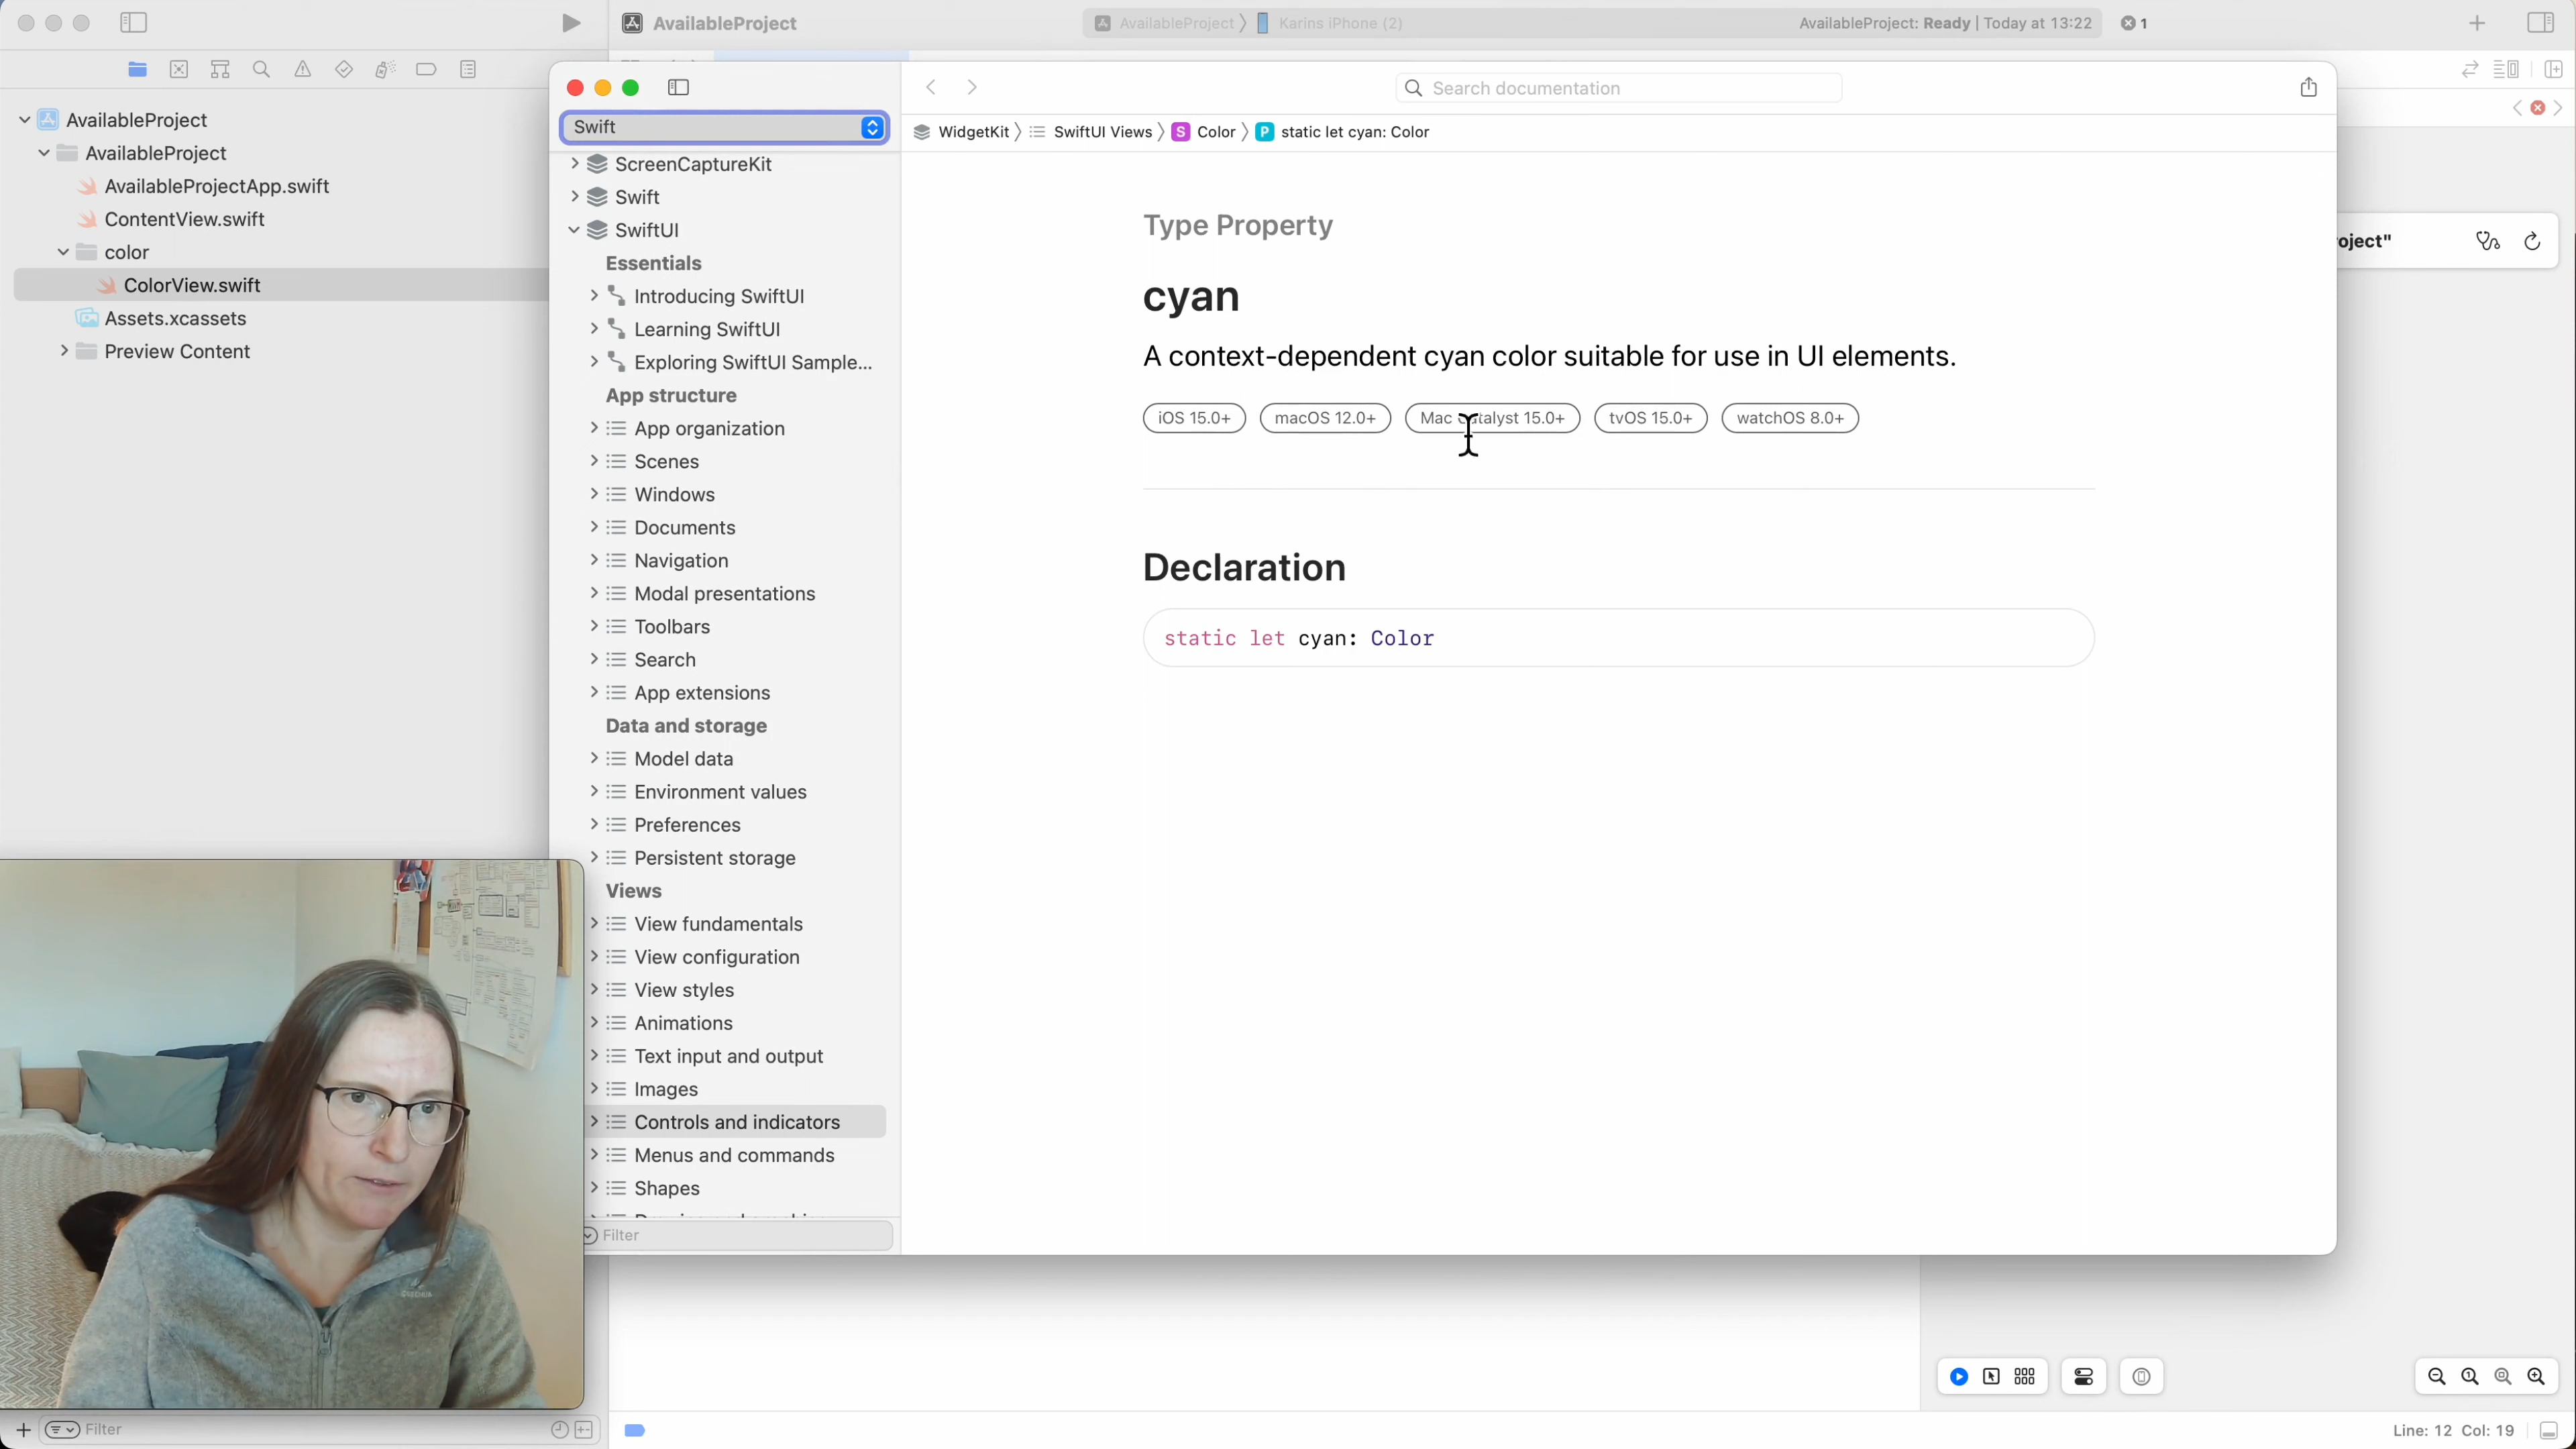 AvailableProject
AvailableProject
Karins iPhone (2)
AvailableProject: Ready | Today at 13:22
1
AvailableProject
AvailableProject
AvailableProjectApp.swift
ContentView.swift
color
ColorView.swift
Assets.xcassets
Preview Content
Filter
Swift
ScreenCaptureKit
Swift
SwiftUI
Essentials
Introducing SwiftUI
Learning SwiftUI
Exploring SwiftUI Sample...
App structure
App organization
Scenes
Windows
Documents
Navigation
Modal presentations
Toolbars
Search
App extensions
Data and storage
Model data
Environment values
Preferences
Persistent storage
Views
View fundamentals
View configuration
View styles
Animations
Text input and output
Images
Controls and indicators
Menus and commands
Shapes
Filter
Search documentation
WidgetKit
SwiftUI Views
S Color
P static let cyan: Color
Type Property
cyan
A context-dependent cyan color suitable for use in UI elements.
iOS 15.0+
macOS 12.0+
Mac Catalyst 15.0+
tvOS 15.0+
watchOS 8.0+
Declaration
static let cyan: Color
oject"
Line: 12 Col: 19